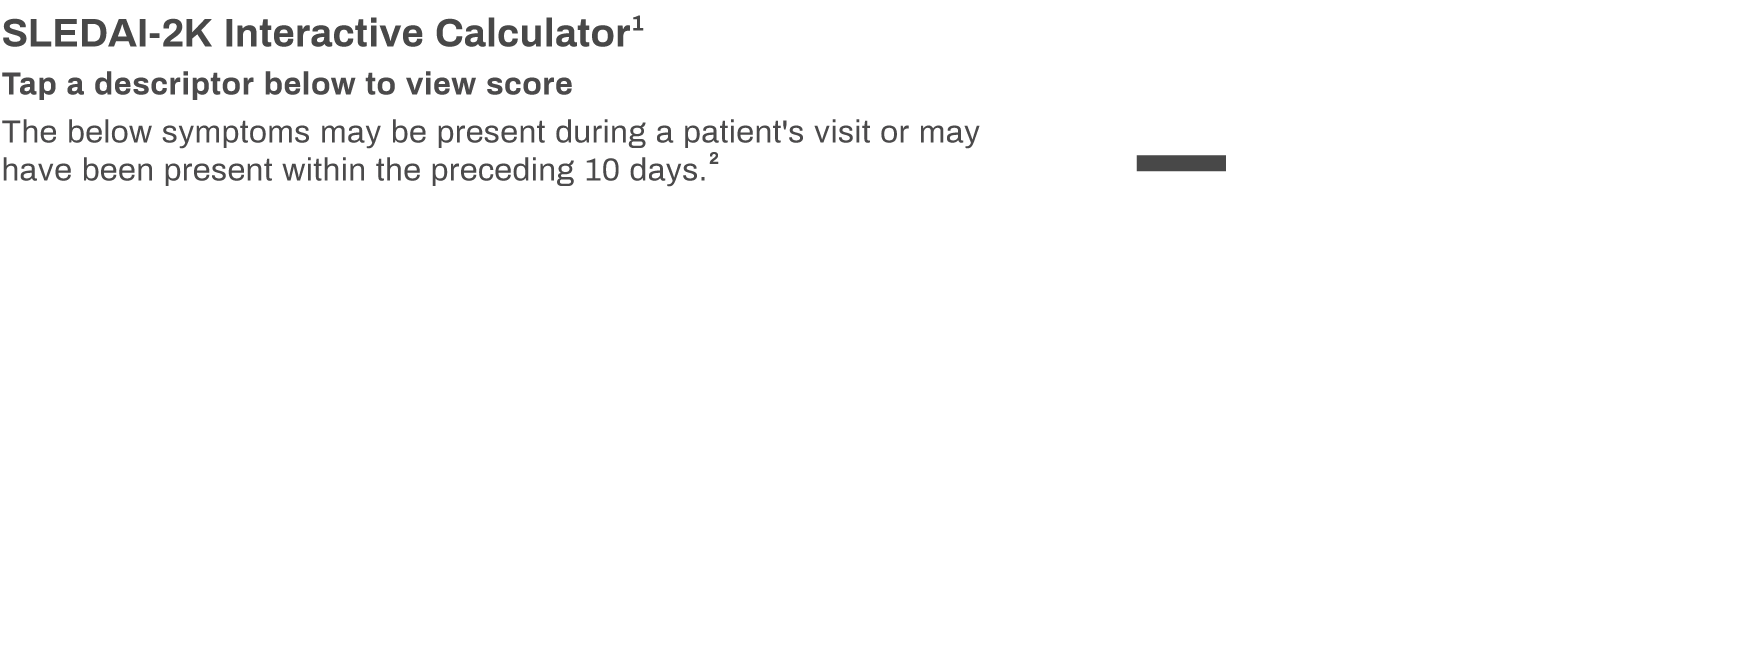 SLEDAI-2K Interactive Calculator¹
Tap a descriptor below to view score
The below symptoms may be present during a patient's visit or may
have been present within the preceding 10 days.²